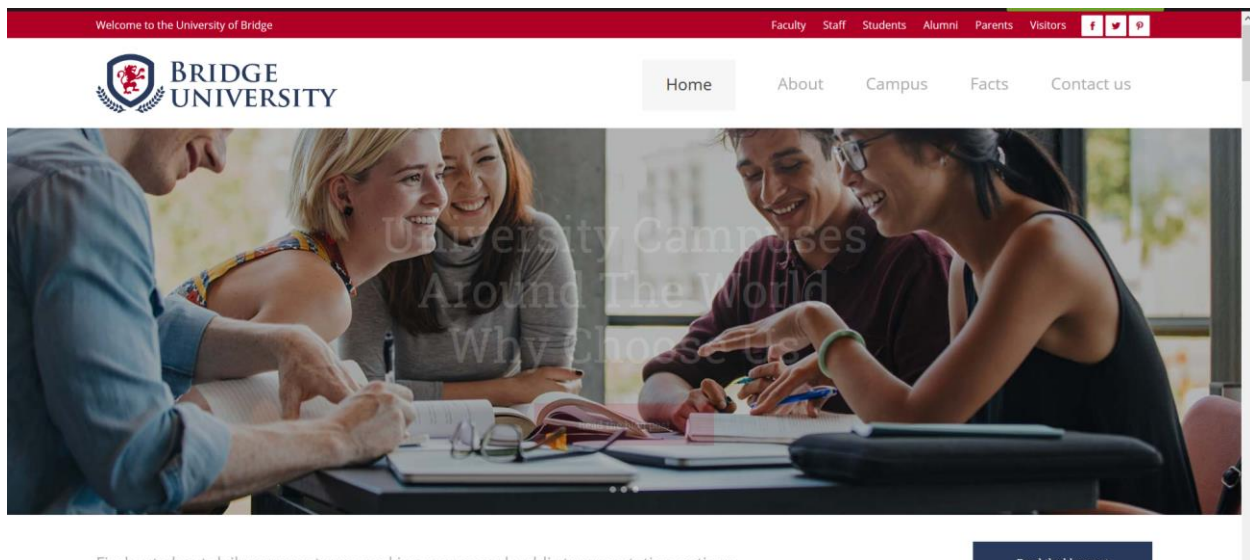 Welcome to the University of Bridge
Faculty Staff Students Alumni Parents Visitors
BRIDGE
UNIVERSITY
Home About Campus Facts Contact us
University Campuses
Around The World
Why Choose Us